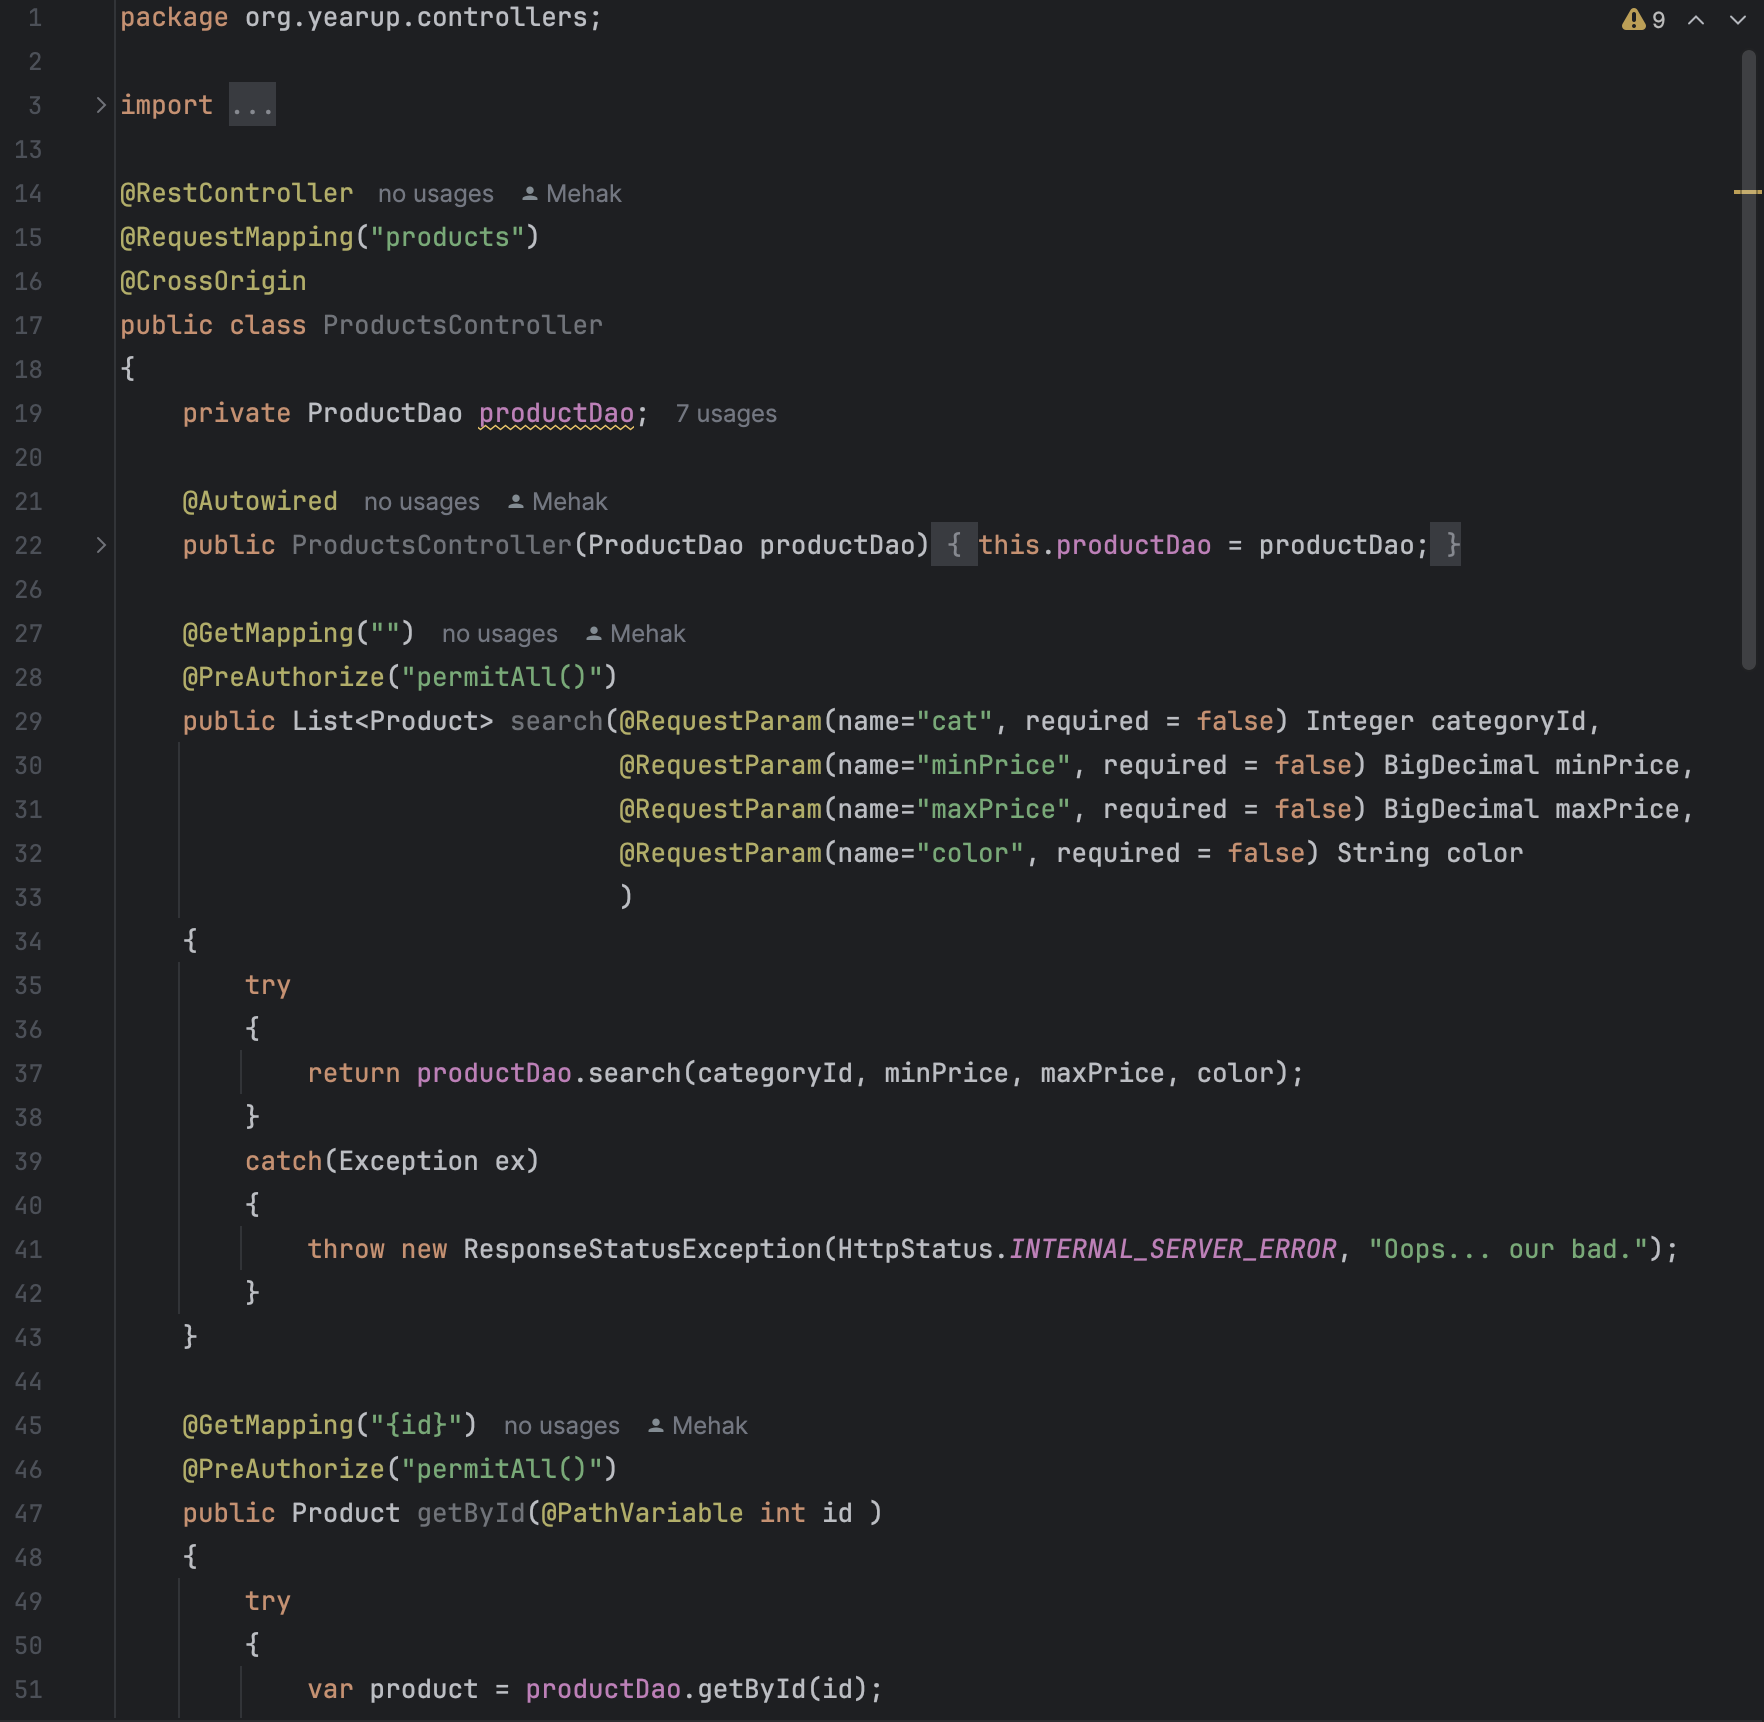 1 package org.yearup.controllers; 9
2
3 import ...
13
14 @RestController no usages Mehak
15 @RequestMapping("products")
16 @CrossOrigin
17 public class ProductsController
18 {
19 private ProductDao productDao; 7 usages
20
21 @Autowired no usages Mehak
22 public ProductsController(ProductDao productDao) { this.productDao = productDao; }
26
27 @GetMapping("") no usages Mehak
28 @PreAuthorize("permitAll()")
29 public List<Product> search(@RequestParam(name="cat", required = false) Integer categoryId,
30 @RequestParam(name="minPrice", required = false) BigDecimal minPrice,
31 @RequestParam(name="maxPrice", required = false) BigDecimal maxPrice,
32 @RequestParam(name="color", required = false) String color
33 )
34 {
35 try
36 {
37 return productDao.search(categoryId, minPrice, maxPrice, color);
38 }
39 catch(Exception ex)
40 {
41 throw new ResponseStatusException(HttpStatus.INTERNAL_SERVER_ERROR, "Oops... our bad.");
42 }
43 }
44
45 @GetMapping("{id}") no usages Mehak
46 @PreAuthorize("permitAll()")
47 public Product getById(@PathVariable int id )
48 {
49 try
50 {
51 var product = productDao.getById(id);